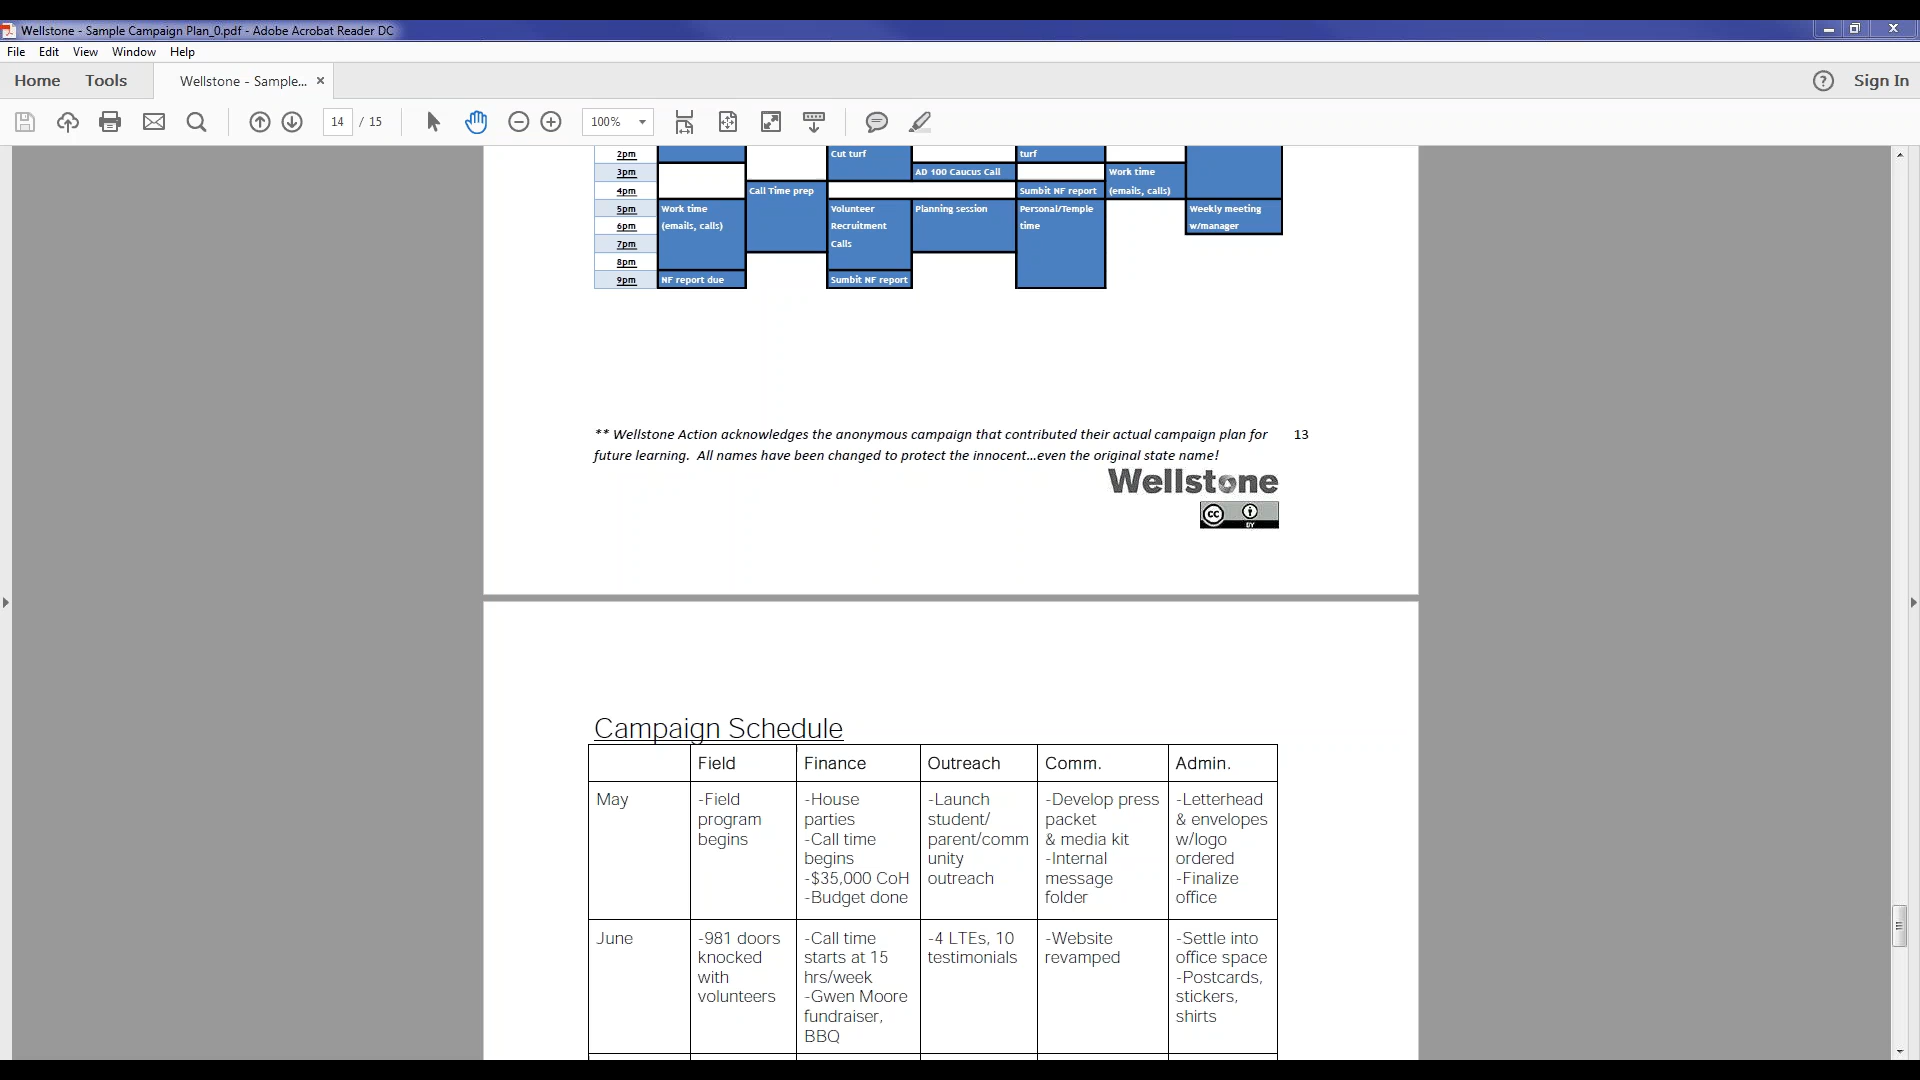 Wellstone - Sample Campaign Plan_0.pdf - Adobe Acrobat Reader DC
File Edit View Window Help
Home Tools Wellstone - Sample... × ? Sign In
14 / 15 100%
2pm Cut turf turf
3pm AD 100 Caucus Call Work time
4pm Call Time prep Sumbit NF report (emails, calls)
5pm Work time Volunteer Planning session Personal/Temple Weekly meeting
6pm (emails, calls) Recruitment time w/manager
7pm Calls
8pm
9pm NF report due Sumbit NF report
** Wellstone Action acknowledges the anonymous campaign that contributed their actual campaign plan for 13
future learning. All names have been changed to protect the innocent...even the original state name!
Wellstone
cc BY
Campaign Schedule
Field Finance Outreach Comm. Admin.
May -Field -House -Launch -Develop press -Letterhead
program parties student/ packet & envelopes
begins -Call time parent/comm & media kit w/logo
begins unity -Internal ordered
-$35,000 CoH outreach message -Finalize
-Budget done folder office
June -981 doors -Call time -4 LTEs, 10 -Website -Settle into
knocked starts at 15 testimonials revamped office space
with hrs/week -Postcards,
volunteers -Gwen Moore stickers,
fundraiser, shirts
BBQ